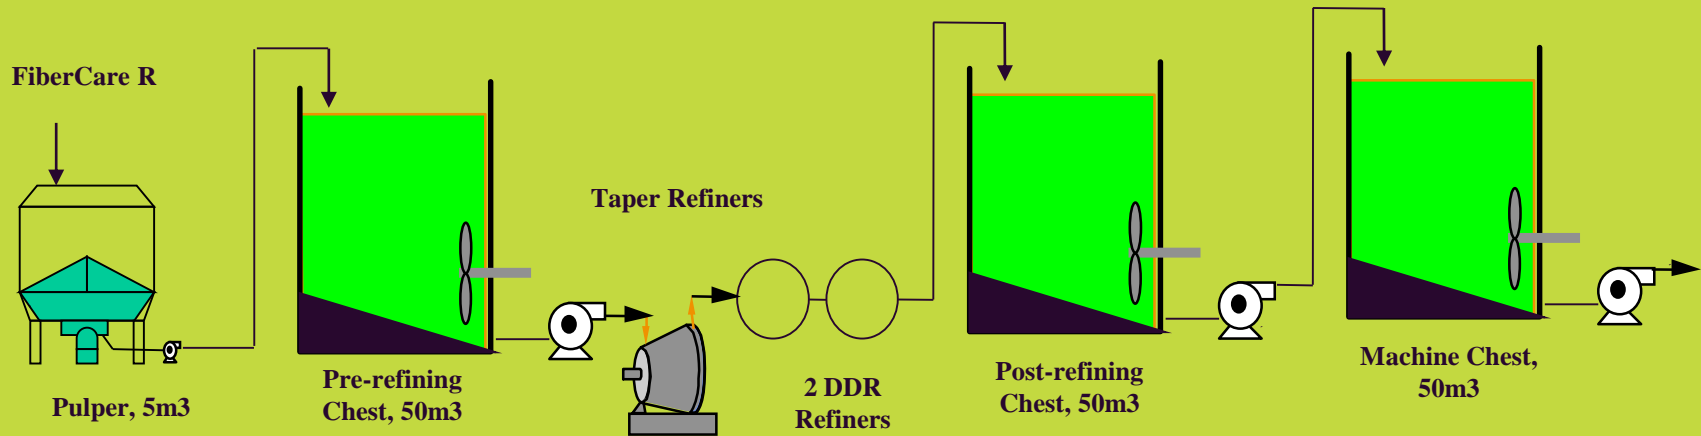 FiberCare R
Pulper, 5m3
Pre-refining
Chest, 50m3
Taper Refiners
2 DDR
Refiners
Post-refining
Chest, 50m3
Machine Chest,
50m3